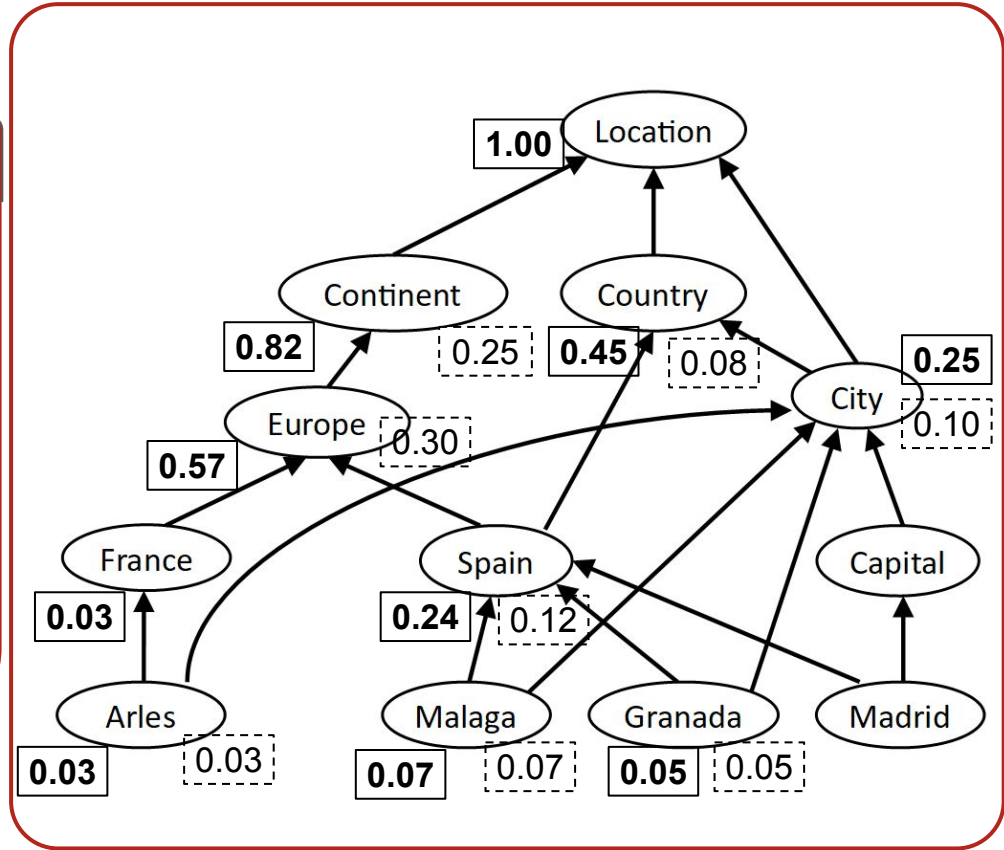 Location
1.00
Continent
Country
0.82
0.25
0.45
0.08
0.25
City
0.10
Europe
0.30
0.57
France
Spain
Capital
0.03
0.24
0.12
Arles
Malaga
Granada
Madrid
0.03
0.03
0.07
0.07
0.05
0.05